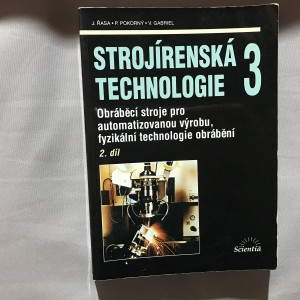 J. ŘASA • P. POKORNÝ • V. GABRIEL
STROJÍRENSKÁ
TECHNOLOGIE 3
Obráběcí stroje pro
automatizovanou výrobu,
fyzikální technologie obrábění
2. díl
Scientia